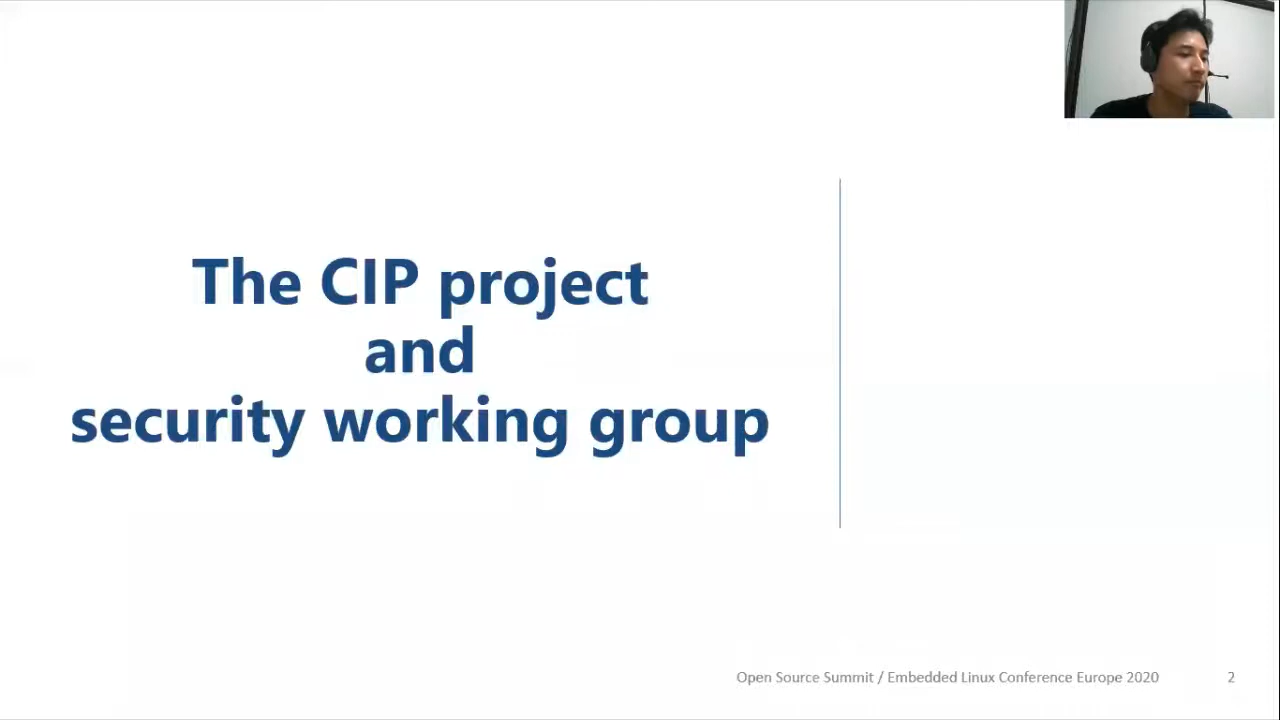 The CIP project
and
security working group
Open Source Summit / Embedded Linux Conference Europe 2020
2